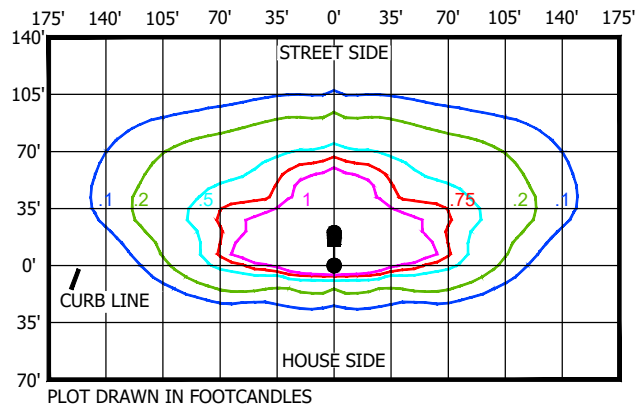 175' 140' 105' 70' 35' 0' 35' 70' 105' 140' 175'
140'
STREET SIDE
105'
70'
.1 .2 .5 1 .75 .2 .1
35'
0'
CURB LINE
35'
HOUSE SIDE
70'
PLOT DRAWN IN FOOTCANDLES